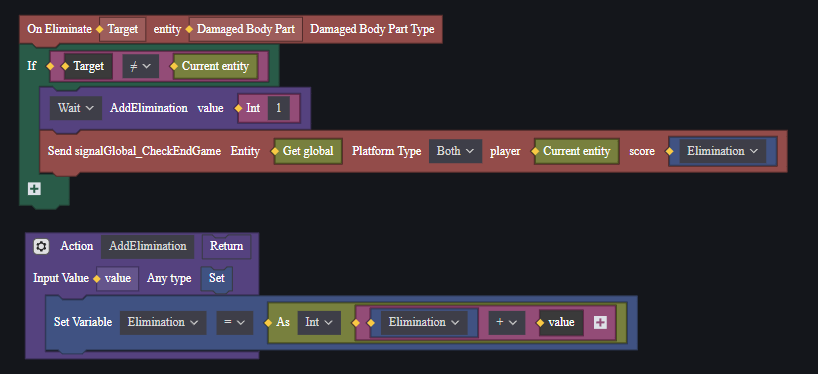 On Eliminate Target entity Damaged Body Part Damaged Body Part Type
If Target ≠ Current entity
Wait AddElimination value Int 1
Send signalGlobal_CheckEndGame Entity Get global Platform Type Both player Current entity score Elimination
Action AddElimination Return
Input Value value Any type Set
Set Variable Elimination = As Int Elimination + value